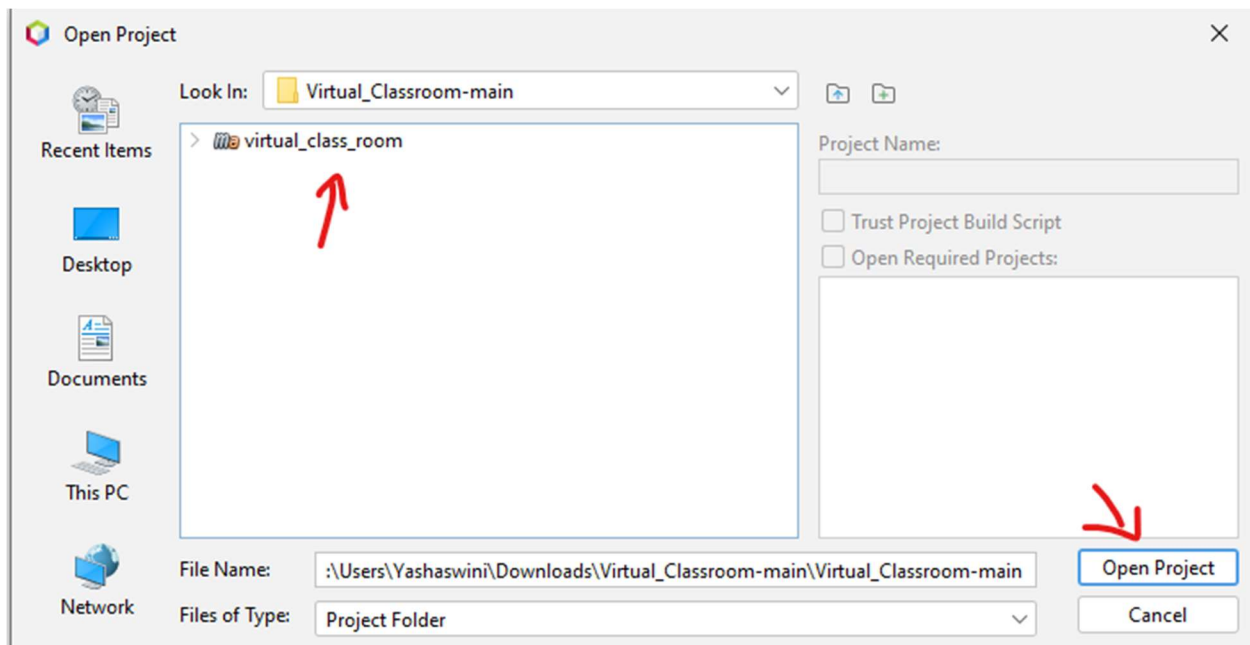 Open Project
Look In:
Virtual_Classroom-main
Recent Items
virtual_class_room
Project Name:
Trust Project Build Script
Open Required Projects:
Desktop
Documents
This PC
Network
File Name:
:\Users\Yashaswini\Downloads\Virtual_Classroom-main\Virtual_Classroom-main
Open Project
Files of Type:
Project Folder
Cancel